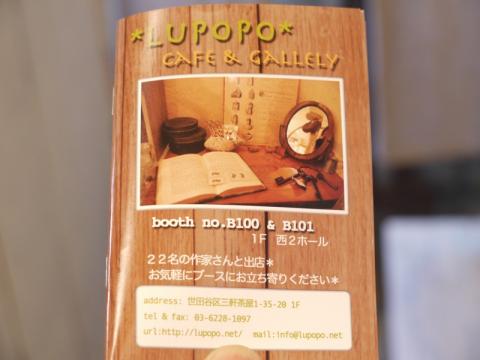 *LUPOPO*
CAFE & GALLELY
booth no.B100 & B101
1F 西2ホール
22名の作家さんと出店*
お気軽にブースにお立ち寄りください*
address: 世田谷区三軒茶屋1-35-20 1F
tel & fax: 03-6228-1097
url:http://lupopo.net/ mail:info@lupopo.net